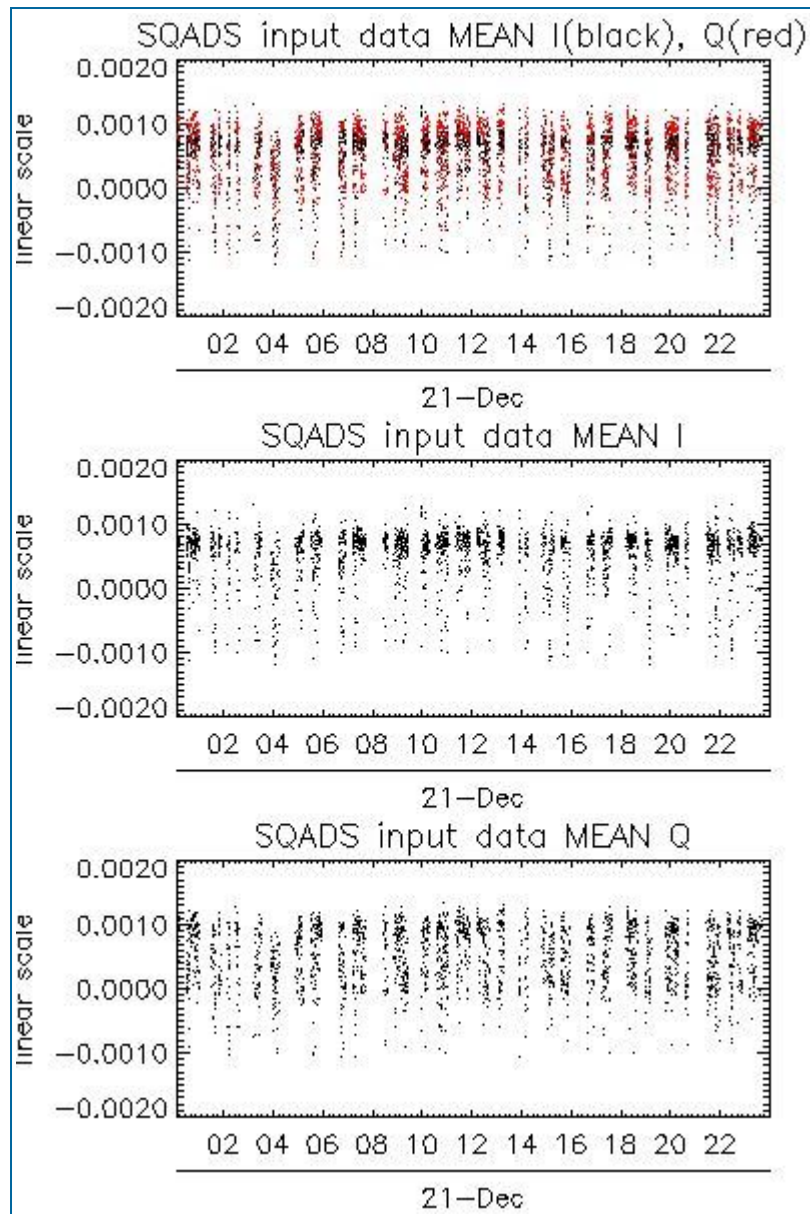 SQADS input data MEAN I(black), Q(red)
linear scale
0.0020
0.0010
0.0000
−0.0010
−0.0020
02 04 06 08 10 12 14 16 18 20 22
21−Dec
SQADS input data MEAN I
linear scale
0.0020
0.0010
0.0000
−0.0010
−0.0020
02 04 06 08 10 12 14 16 18 20 22
21−Dec
SQADS input data MEAN Q
linear scale
0.0020
0.0010
0.0000
−0.0010
−0.0020
02 04 06 08 10 12 14 16 18 20 22
21−Dec